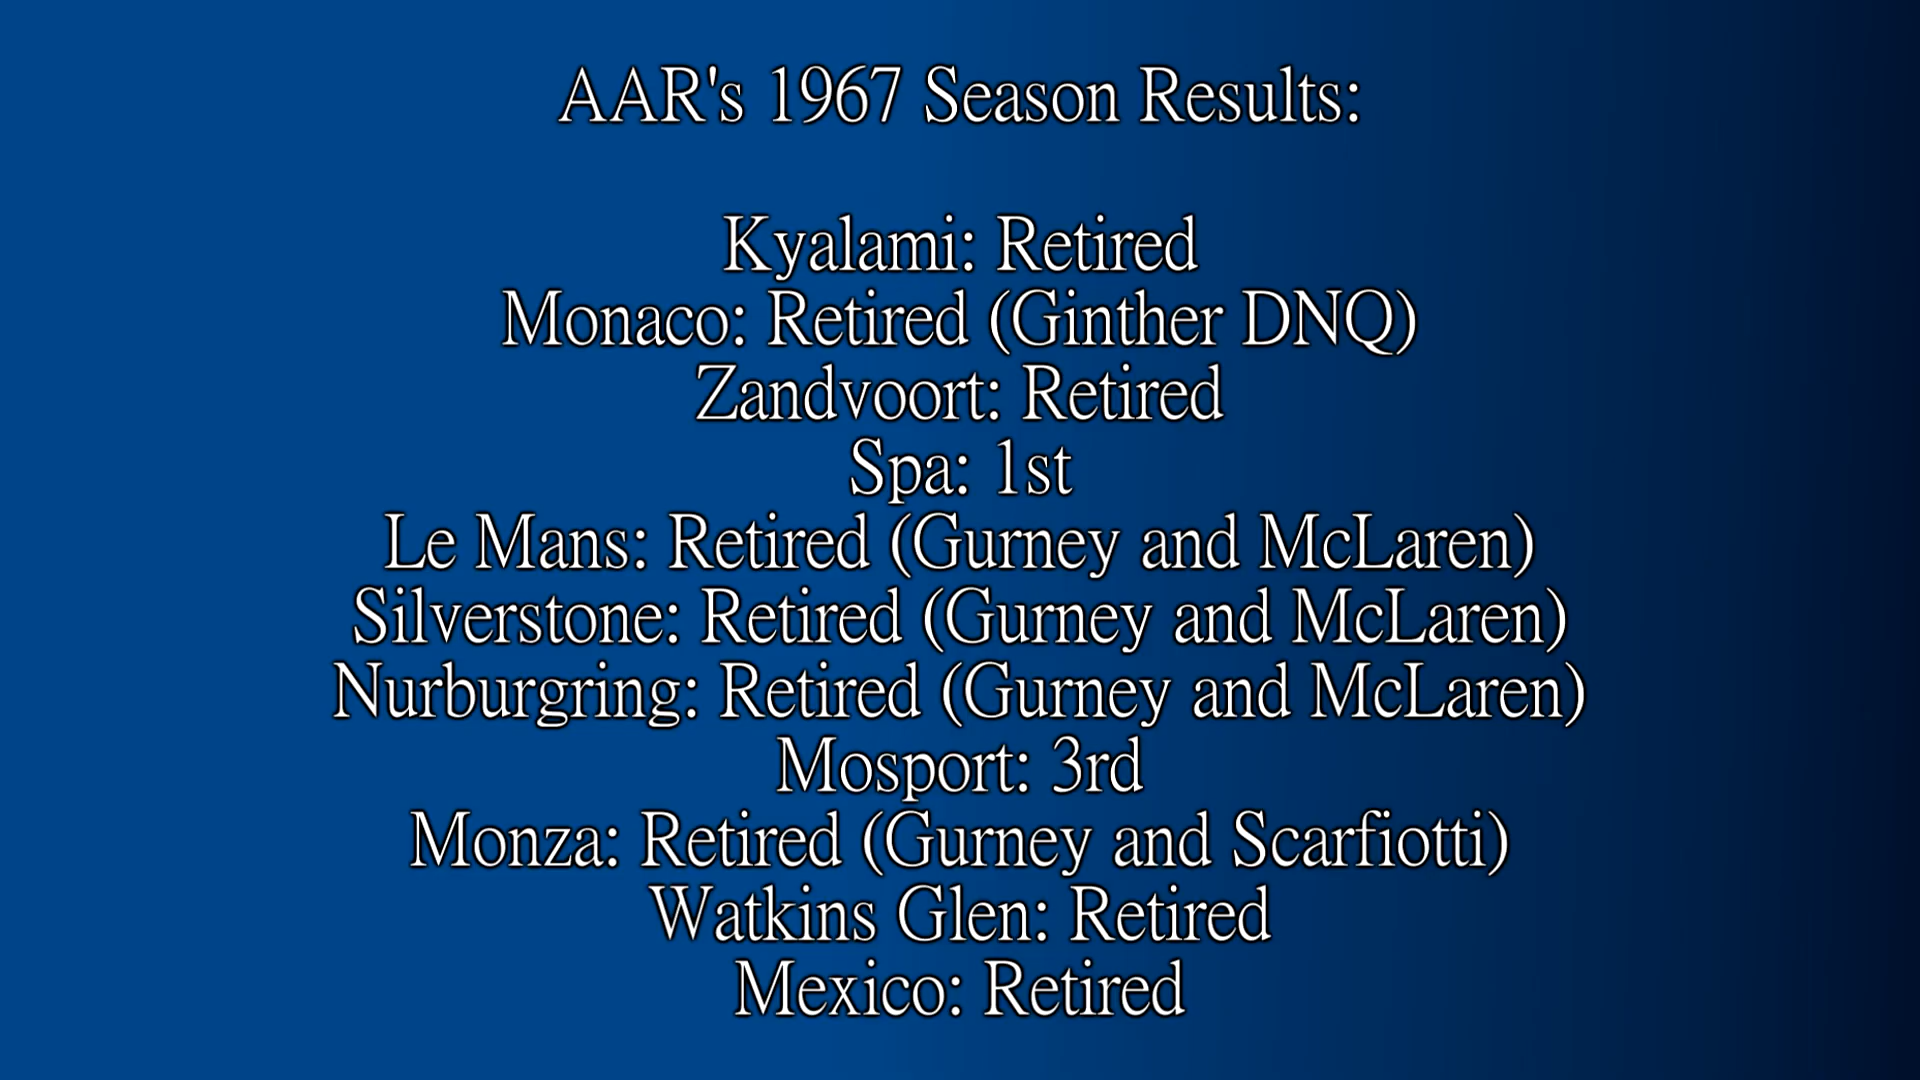 AAR's 1967 Season Results:
Kyalami: Retired
Monaco: Retired (Ginther DNQ)
Zandvoort: Retired
Spa: 1st
Le Mans: Retired (Gurney and McLaren)
Silverstone: Retired (Gurney and McLaren)
Nurburgring: Retired (Gurney and McLaren)
Mosport: 3rd
Monza: Retired (Gurney and Scarfiotti)
Watkins Glen: Retired
Mexico: Retired